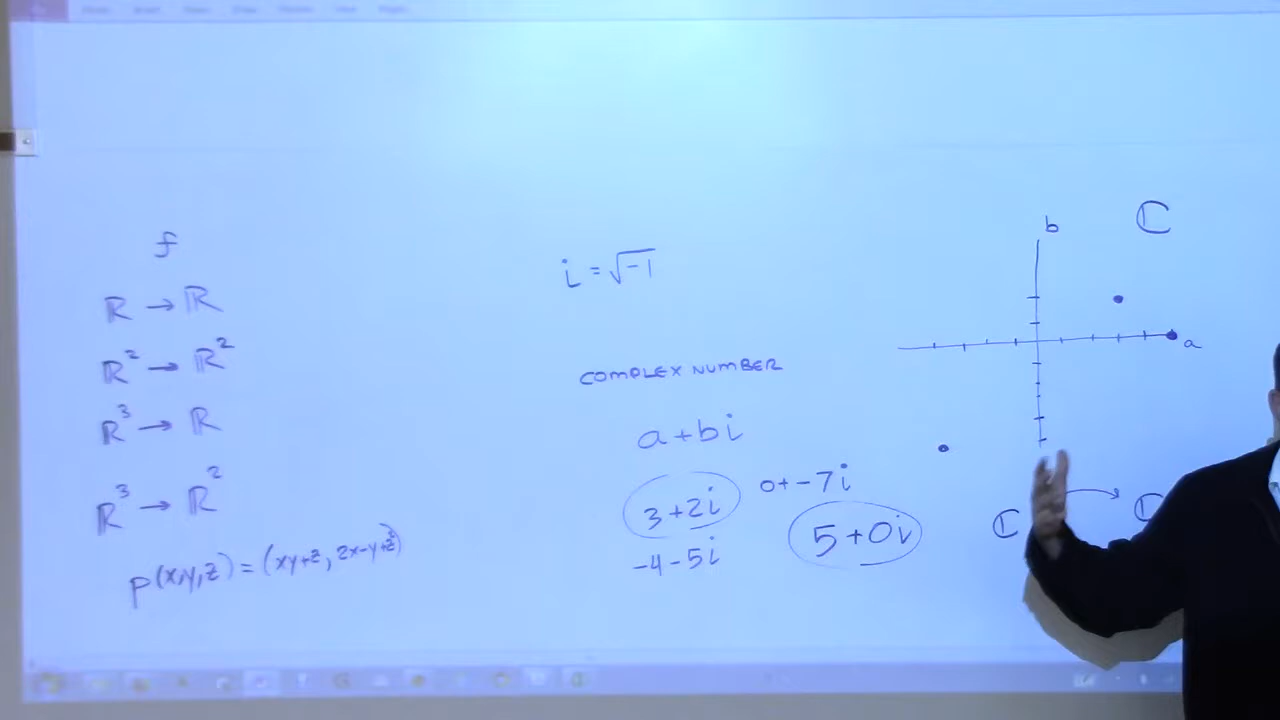 f
ℝ → ℝ
ℝ² → ℝ²
ℝ³ → ℝ
ℝ³ → ℝ²
p(x,y,z) = (xy+z, 2x-y+z²)
i = √-1
COMPLEX NUMBER
a+bi
3+2i
0+-7i
5+0i
-4-5i
b
ℂ
a
ℂ → ℂ